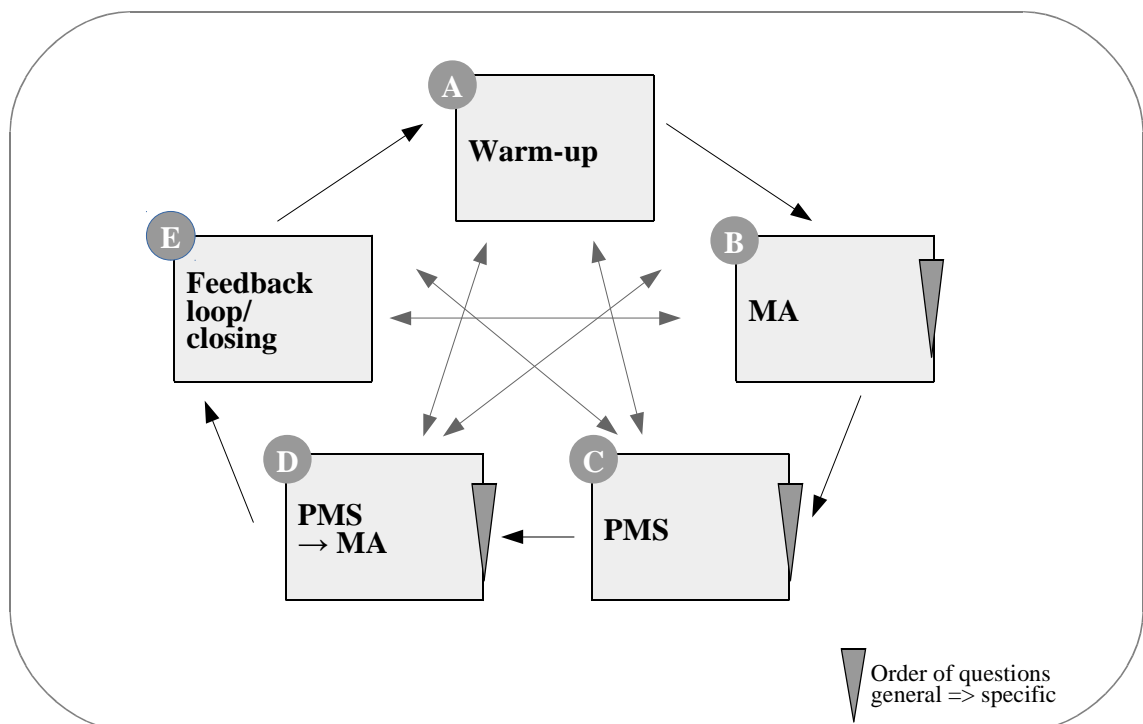 A
Warm-up
E
Feedback
loop/
closing
B
MA
D
PMS
→ MA
C
PMS
Order of questions
general => specific